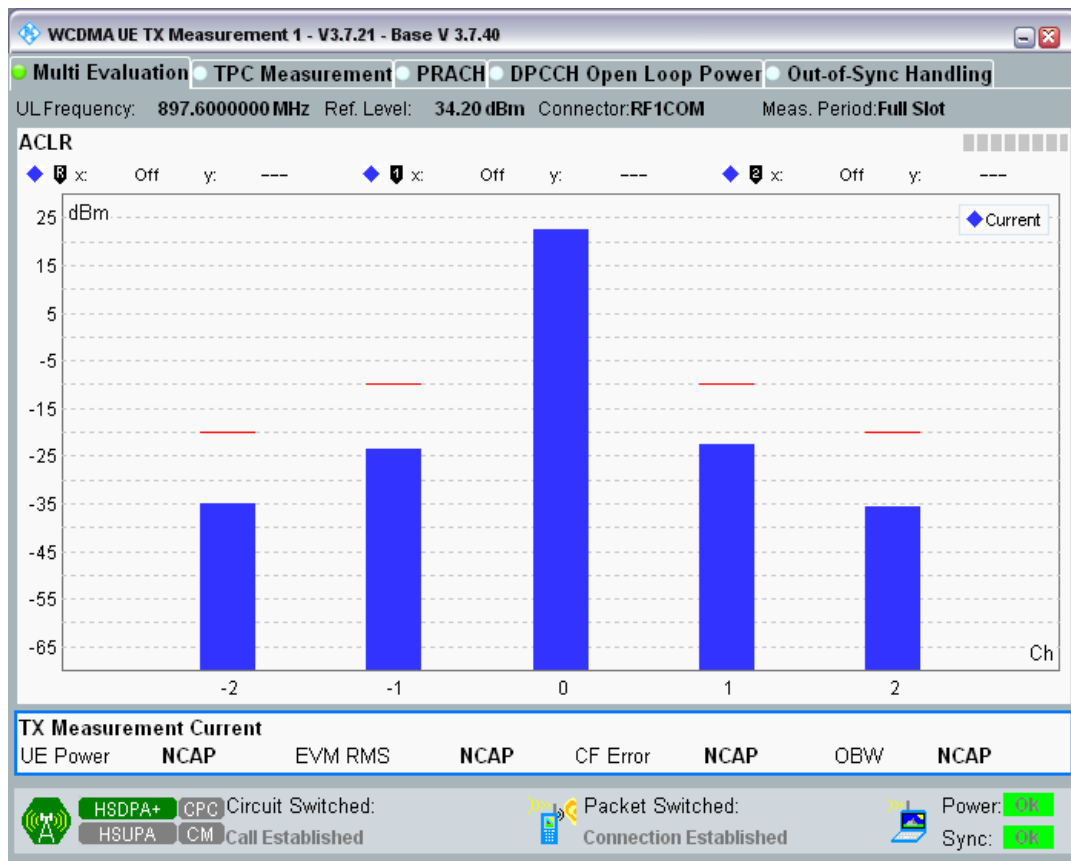 WCDMA UE TX Measurement 1 - V3.7.21 - Base V 3.7.40
Multi Evaluation TPC Measurement PRACH DPCCH Open Loop Power Out-of-Sync Handling
UL Frequency: 897.6000000 MHz Ref. Level: 34.20 dBm Connector:RF1COM Meas. Period:Full Slot
ACLR
R x: Off y: --- 1 x: Off y: --- 2 x: Off y: ---
dBm
Current
25
15
5
-5
-15
-25
-35
-45
-55
-65
Ch
-2 -1 0 1 2
TX Measurement Current
UE Power NCAP EVM RMS NCAP CF Error NCAP OBW NCAP
HSDPA+ CPC Circuit Switched: Packet Switched: Power: OK
HSUPA CM Call Established Connection Established Sync: OK